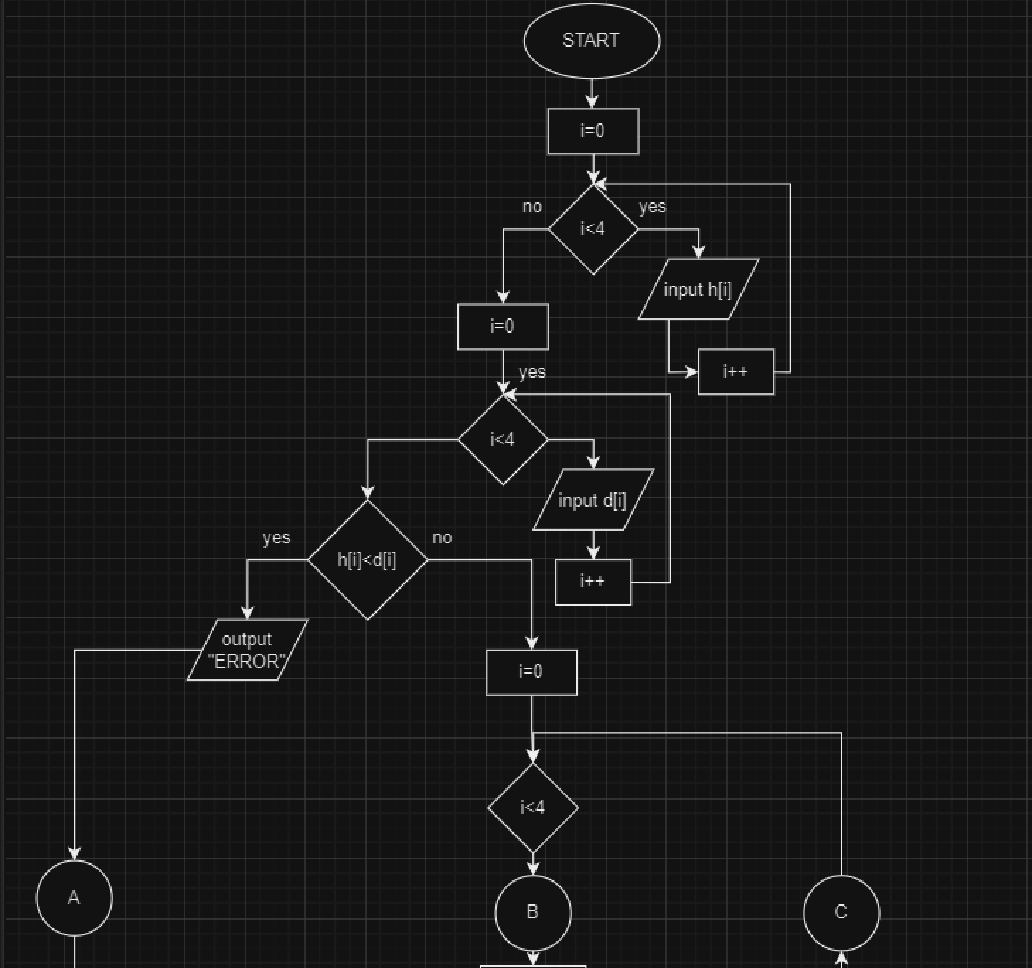 START
i=0
no
yes
i<4
input h[i]
i=0
i++
yes
i<4
input d[i]
yes
no
h[i]<d[i]
i++
output
"ERROR"
i=0
i<4
A
B
C